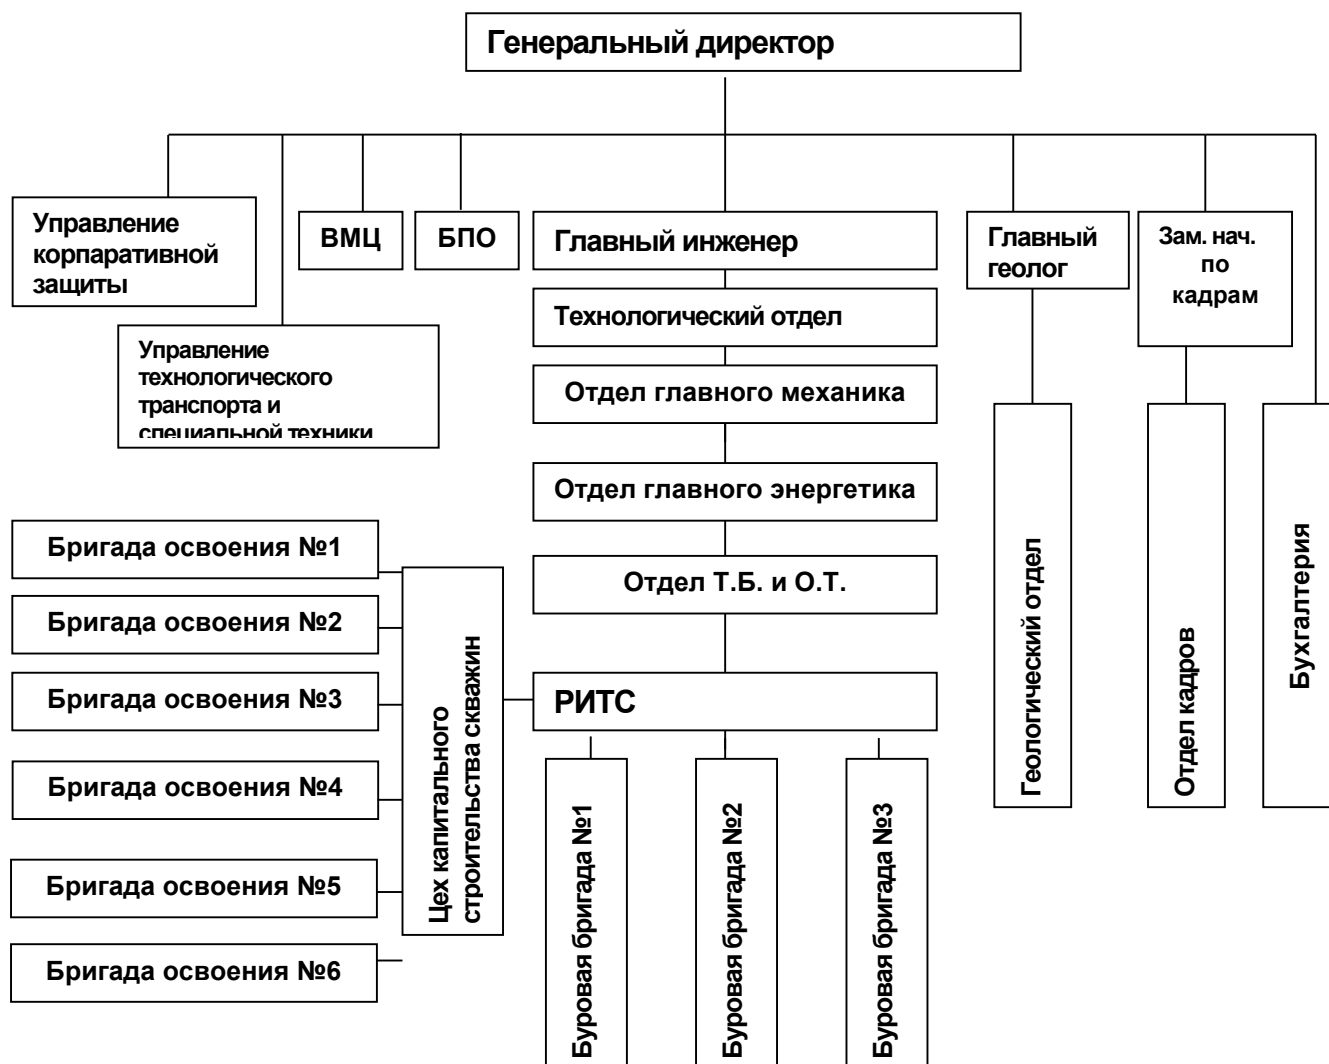 Генеральный директор
Управление
корпаративной
защиты
ВМЦ
БПО
Главный инженер
Главный
геолог
Зам. нач.
по
кадрам
Управление
технологического
транспорта и
специальной техники
Технологический отдел
Отдел главного механика
Отдел главного энергетика
Отдел Т.Б. и О.Т.
РИТС
Бригада освоения №1
Бригада освоения №2
Бригада освоения №3
Бригада освоения №4
Бригада освоения №5
Бригада освоения №6
Цех капитального
строительства скважин
Буровая бригада №1
Буровая бригада №2
Буровая бригада №3
Геологический отдел
Отдел кадров
Бухгалтерия